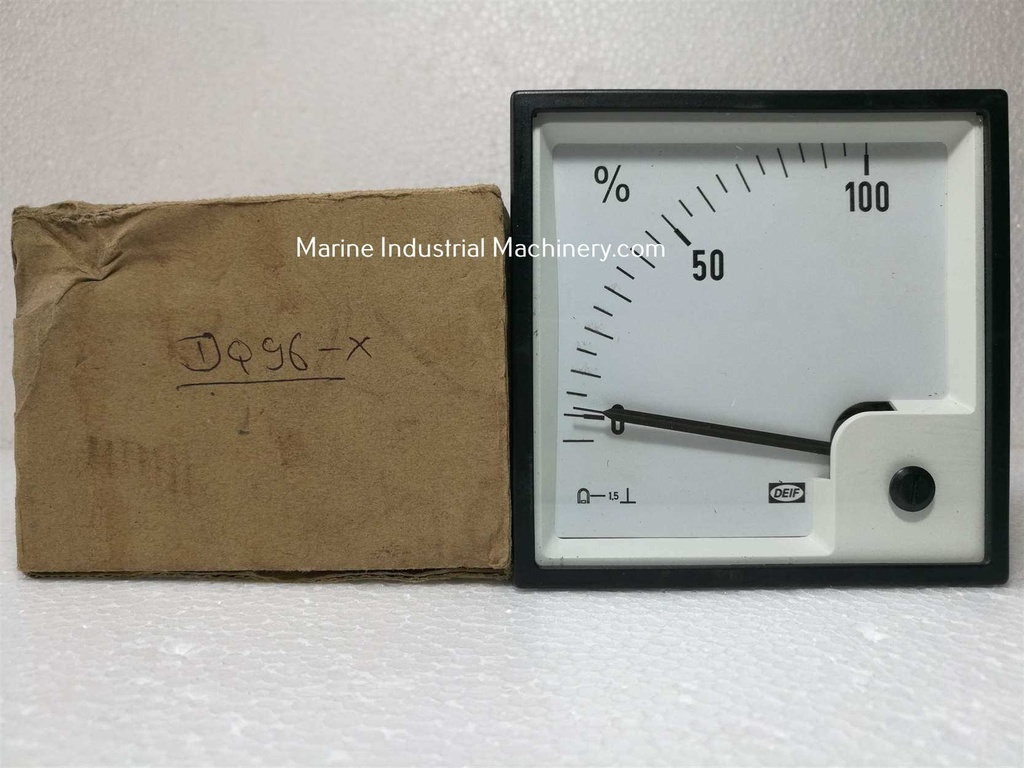 %
100
Marine Industrial Machinery.com
50
DQ96-X
0
1,5
DEIF